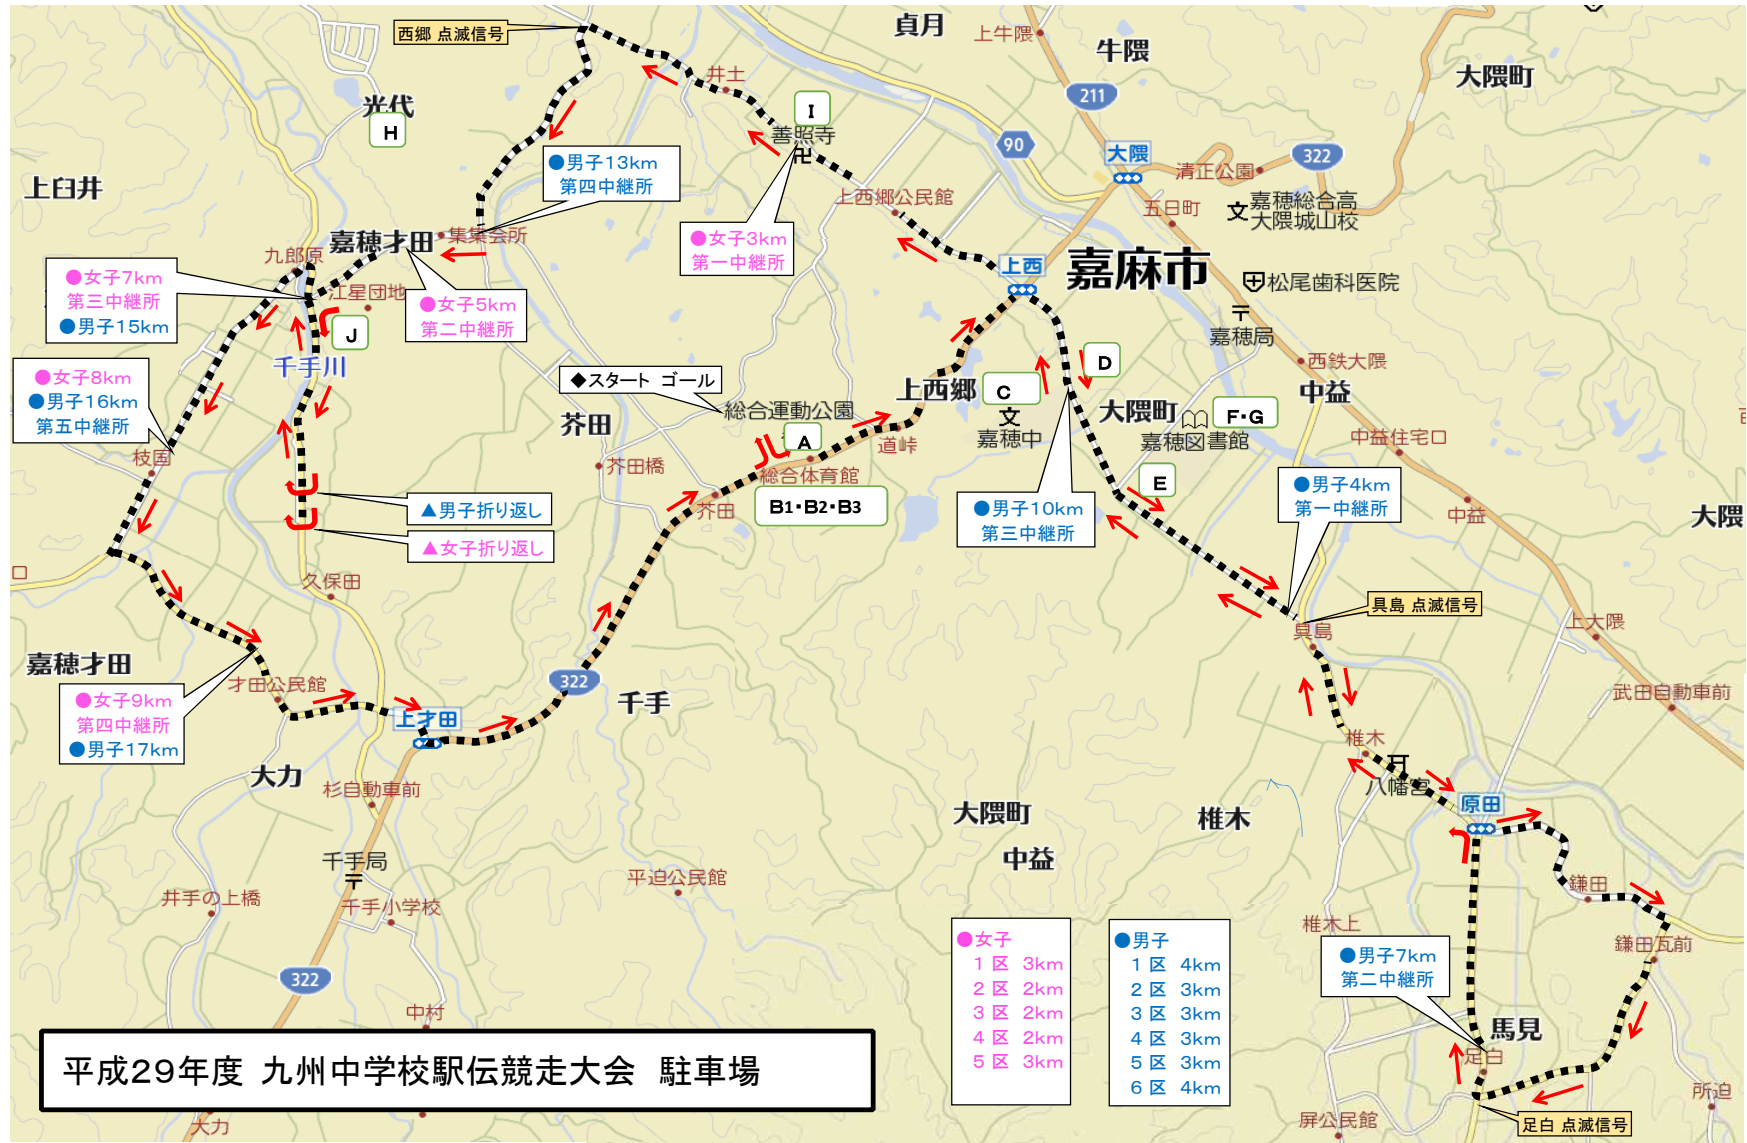 西郷 点滅信号
貞月
上牛隈
牛隈
大隈町
211
井土
光代
H
I
善照寺
90
大隈
322
清正公園
嘉穂総合高
大隈城山校
五日町
●男子13km
第四中継所
上臼井
上西郷公民館
嘉穂才田
集集会所
九郎原
●女子3km
第一中継所
上西
嘉麻市
松尾歯科医院
嘉穂局
●女子7km
第三中継所
●男子15km
江星団地
J
●女子5km
第二中継所
千手川
西鉄大隈
D
中益
●女子8km
●男子16km
第五中継所
◆スタート ゴール
総合運動公園
上西郷
C
嘉穂中
大隈町
F・G
嘉穂図書館
芥田
A
道峠
枝国
芥田橋
総合体育館
中益住宅口
▲男子折り返し
芥田
B1・B2・B3
E
●男子10km
第三中継所
●男子4km
第一中継所
中益
大隈
▲女子折り返し
口
久保田
具島 点滅信号
具島
上大隈
嘉穂才田
才田公民館
322
千手
武田自動車前
●女子9km
第四中継所
●男子17km
上才田
椎木
大力
杉自動車前
八幡宮
大隈町
中益
椎木
原田
千手局
平迫公民館
鎌田
井手の上橋
千手小学校
椎木上
鎌田瓦前
322
中村
●女子
1区 3km
2区 2km
3区 2km
4区 2km
5区 3km
●男子
1区 4km
2区 3km
3区 3km
4区 3km
5区 3km
6区 4km
●男子7km
第二中継所
馬見
足白
平成29年度 九州中学校駅伝競走大会 駐車場
所迫
大力
屏公民館
足白 点滅信号